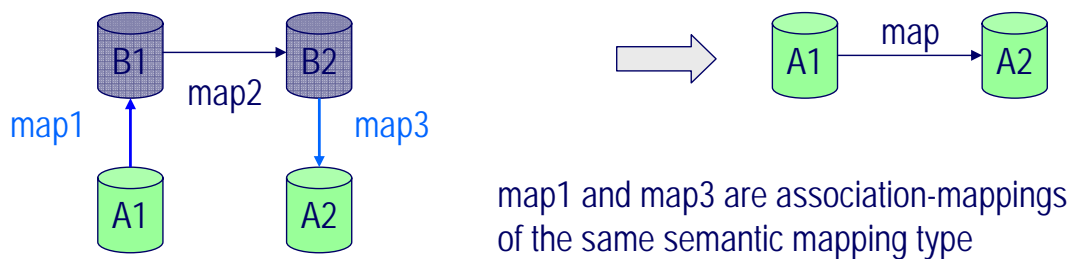 B1
B2
map2
map1
map3
A1
A2
map
A1
A2
map1 and map3 are association-mappings
of the same semantic mapping type